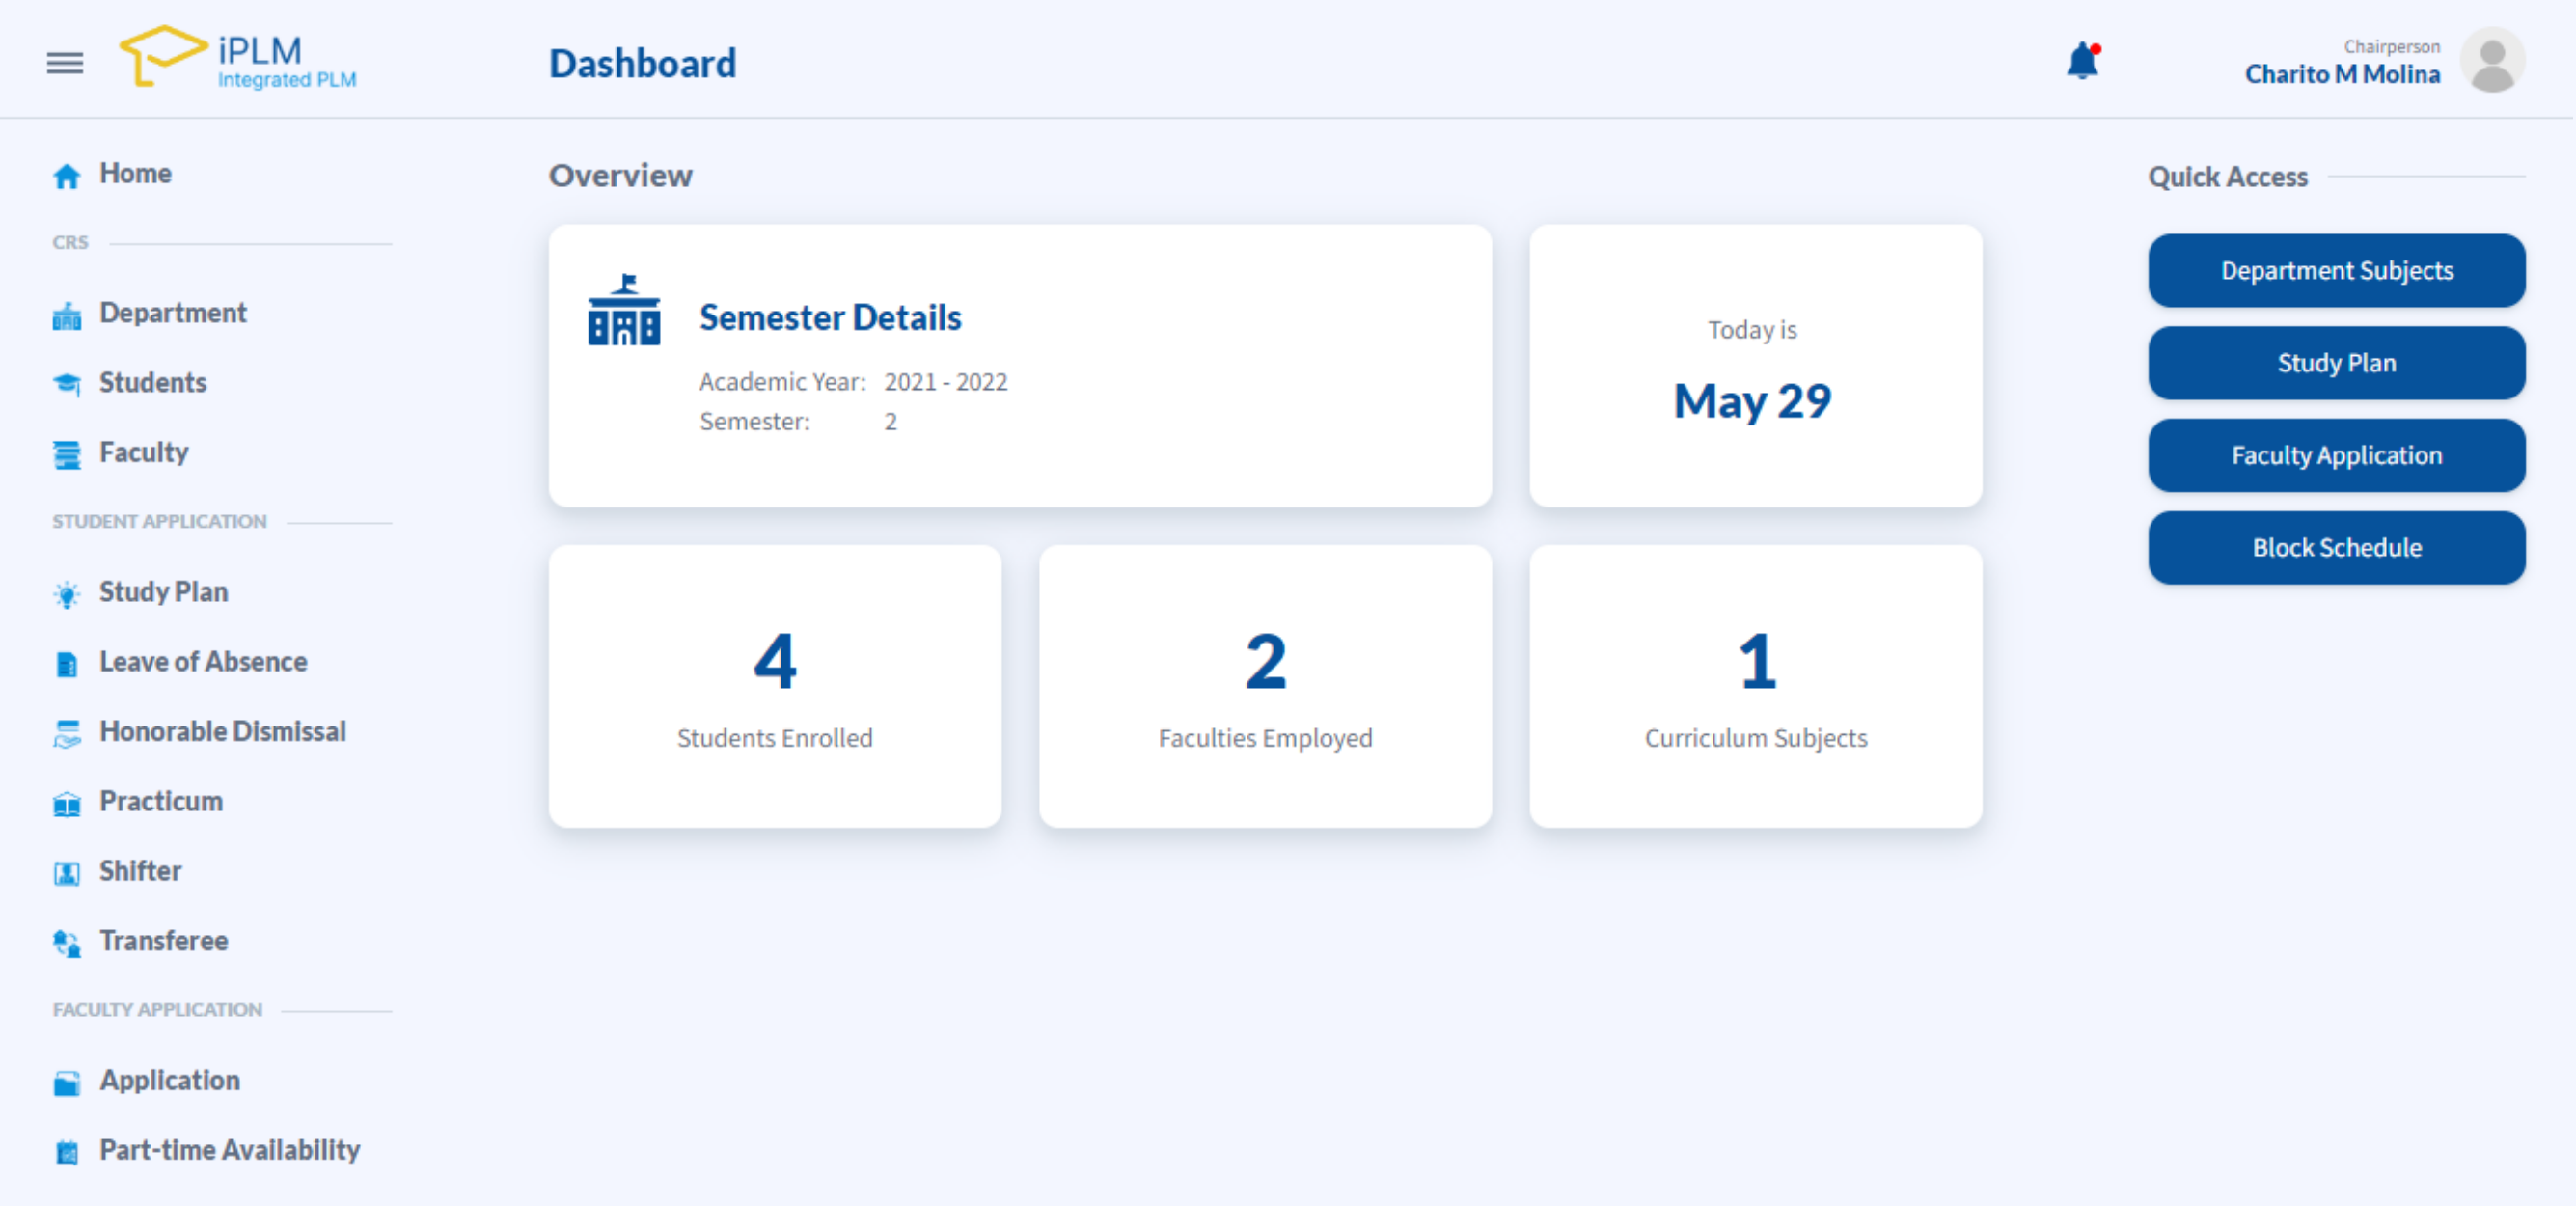 iPLM
Integrated PLM
Dashboard
Chairperson
Charito M Molina
Home
CRS
Department
Students
Faculty
STUDENT APPLICATION
Study Plan
Leave of Absence
Honorable Dismissal
Practicum
Shifter
Transferee
FACULTY APPLICATION
Application
Part-time Availability
Overview
Semester Details
Academic Year: 2021 - 2022
Semester: 2
Today is
May 29
4
Students Enrolled
2
Faculties Employed
1
Curriculum Subjects
Quick Access
Department Subjects
Study Plan
Faculty Application
Block Schedule